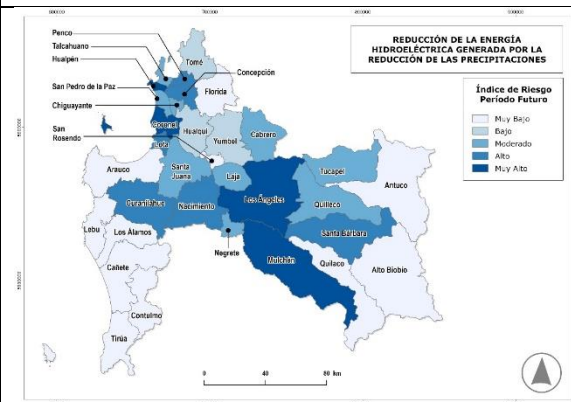 REDUCCIÓN DE LA ENERGÍA
HIDROELÉCTRICA GENERADA POR LA
REDUCCIÓN DE LAS PRECIPITACIONES
Índice de Riesgo
Período Futuro
Muy Bajo
Bajo
Moderado
Alto
Muy Alto
Penco
Talcahuano
Hualpén
San Pedro de la Paz
Chiguayante
San
Rosendo
Tomé
Concepción
Florida
Coronel
Hualqui
Yumbel
Cabrero
Lota
Santa
Juana
Arauco
Laja
Tucapel
Antuco
Los Ángeles
Quilleco
Curanilahue
Nacimiento
Lebu
Los Álamos
Negrete
Santa Bárbara
Mulchén
Quilaco
Alto Biobío
Cañete
Contulmo
Tirúa
0 40 80 km